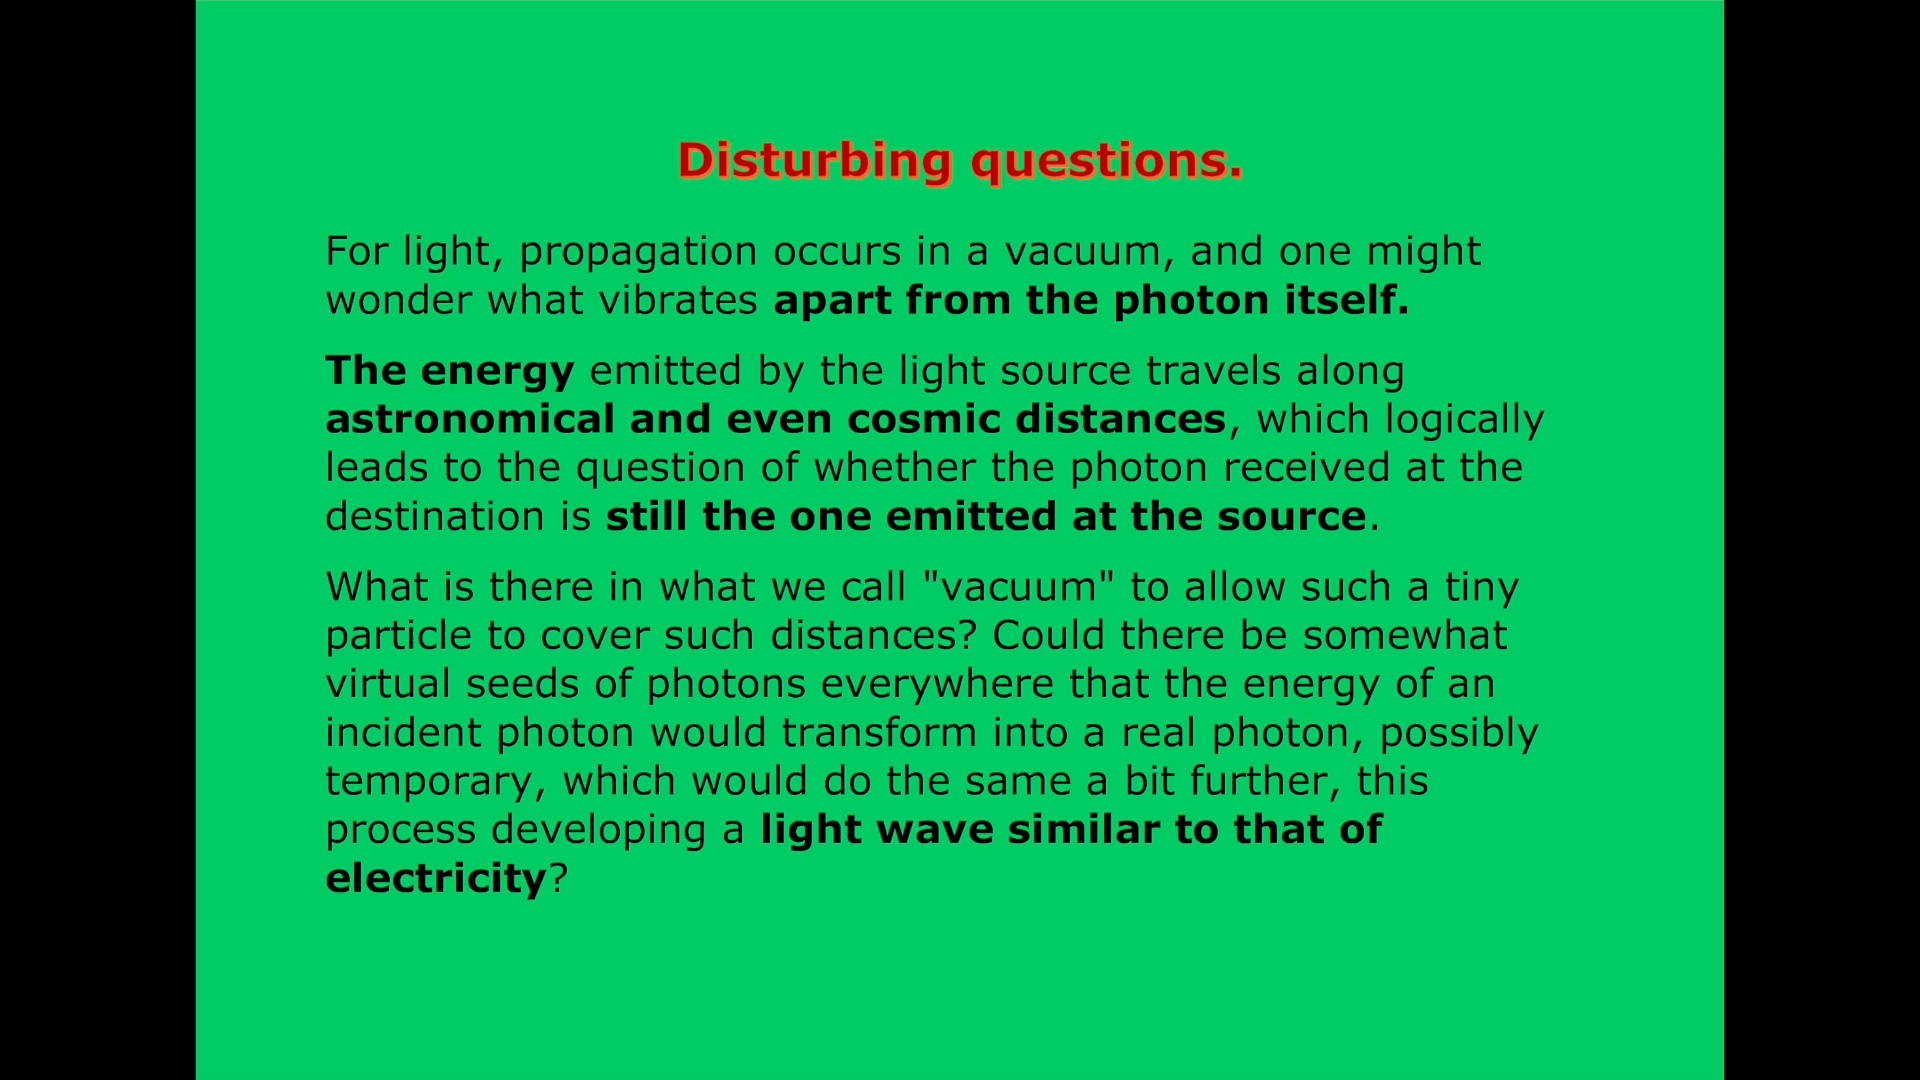 Disturbing questions.
For light, propagation occurs in a vacuum, and one might
wonder what vibrates apart from the photon itself.
The energy emitted by the light source travels along
astronomical and even cosmic distances, which logically
leads to the question of whether the photon received at the
destination is still the one emitted at the source.
What is there in what we call "vacuum" to allow such a tiny
particle to cover such distances? Could there be somewhat
virtual seeds of photons everywhere that the energy of an
incident photon would transform into a real photon, possibly
temporary, which would do the same a bit further, this
process developing a light wave similar to that of
electricity?